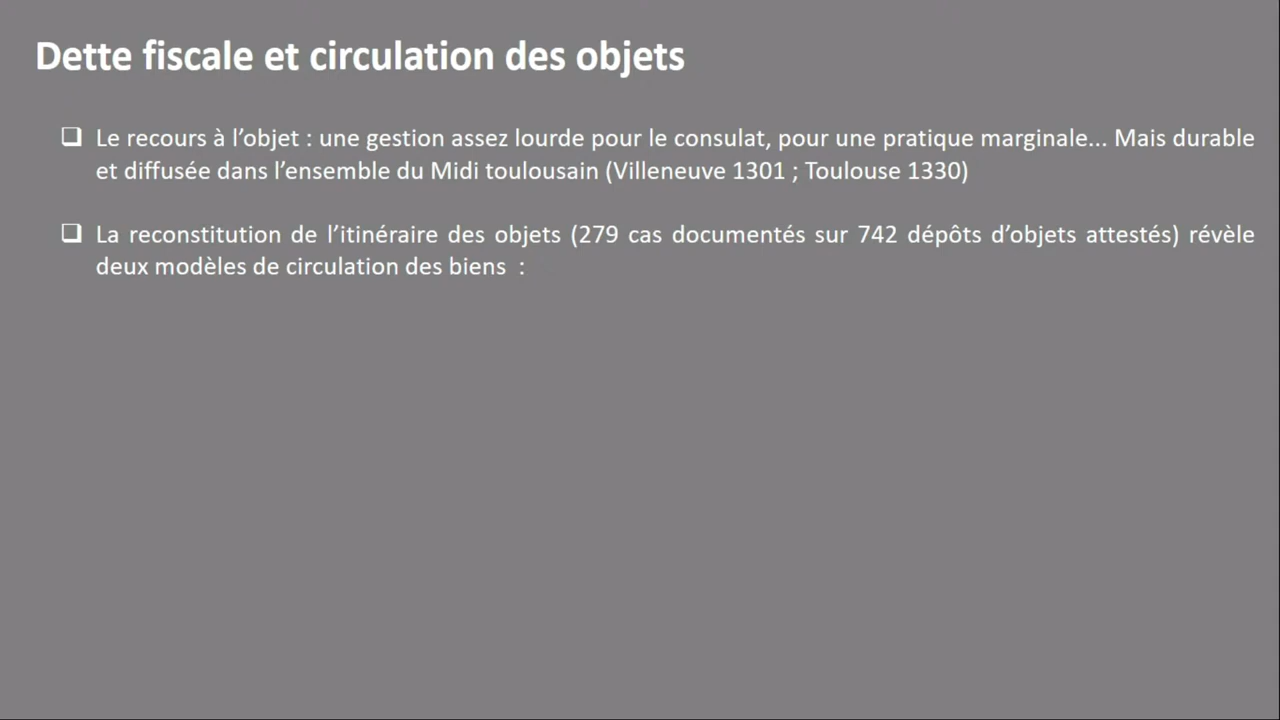 Dette fiscale et circulation des objets
❑ Le recours à l’objet : une gestion assez lourde pour le consulat, pour une pratique marginale... Mais durable
et diffusée dans l’ensemble du Midi toulousain (Villeneuve 1301 ; Toulouse 1330)
❑ La reconstitution de l’itinéraire des objets (279 cas documentés sur 742 dépôts d’objets attestés) révèle
deux modèles de circulation des biens :